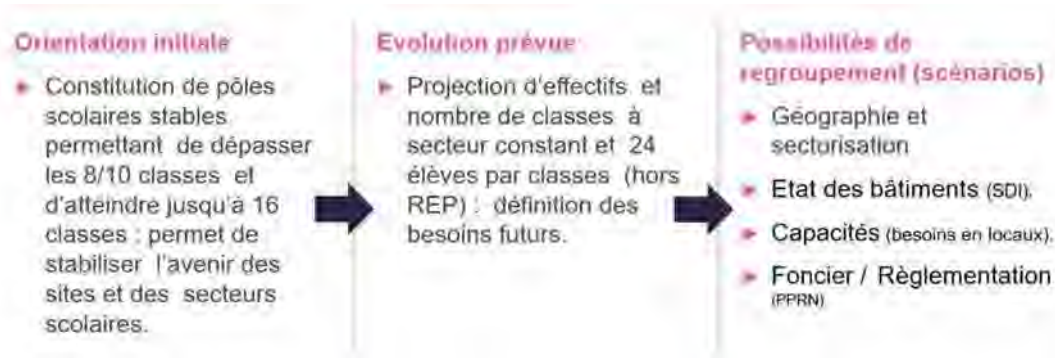 Orientation initiale
► Constitution de pôles
scolaires stables
permettant de dépasser
les 8/10 classes et
d'atteindre jusqu'à 16
classes : permet de
stabiliser l'avenir des
sites et des secteurs
scolaires.
Evolution prévue
► Projection d'effectifs et
nombre de classes à
secteur constant et 24
élèves par classes (hors
REP) : définition des
besoins futurs.
Possibilités de
regroupement (scénarios)
► Géographie et
sectorisation
► Etat des bâtiments (SDI).
► Capacités (besoins en locaux).
► Foncier / Règlementation
(PPRN)